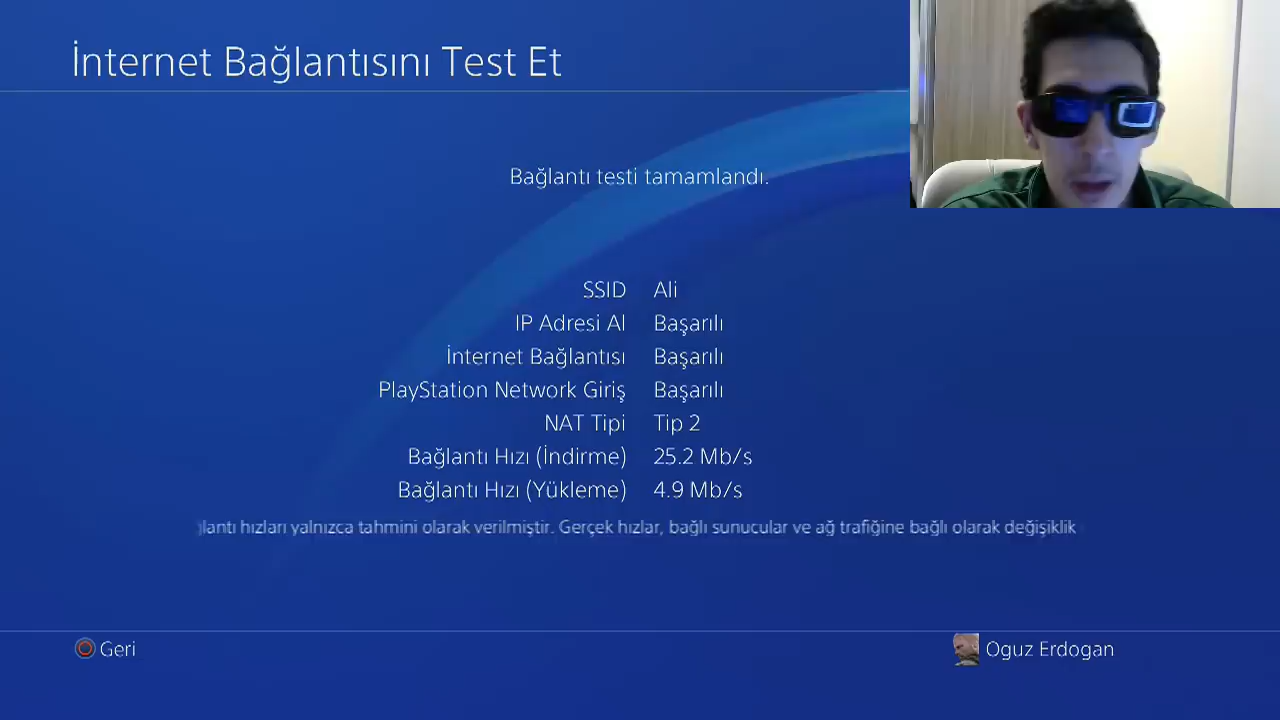 İnternet Bağlantısını Test Et
Bağlantı testi tamamlandı.
SSID Ali
IP Adresi Al Başarılı
İnternet Bağlantısı Başarılı
PlayStation Network Giriş Başarılı
NAT Tipi Tip 2
Bağlantı Hızı (İndirme) 25.2 Mb/s
Bağlantı Hızı (Yükleme) 4.9 Mb/s
lantı hızları yalnızca tahmini olarak verilmiştir. Gerçek hızlar, bağlı sunucular ve ağ trafiğine bağlı olarak değişiklik
Geri
Oguz Erdogan